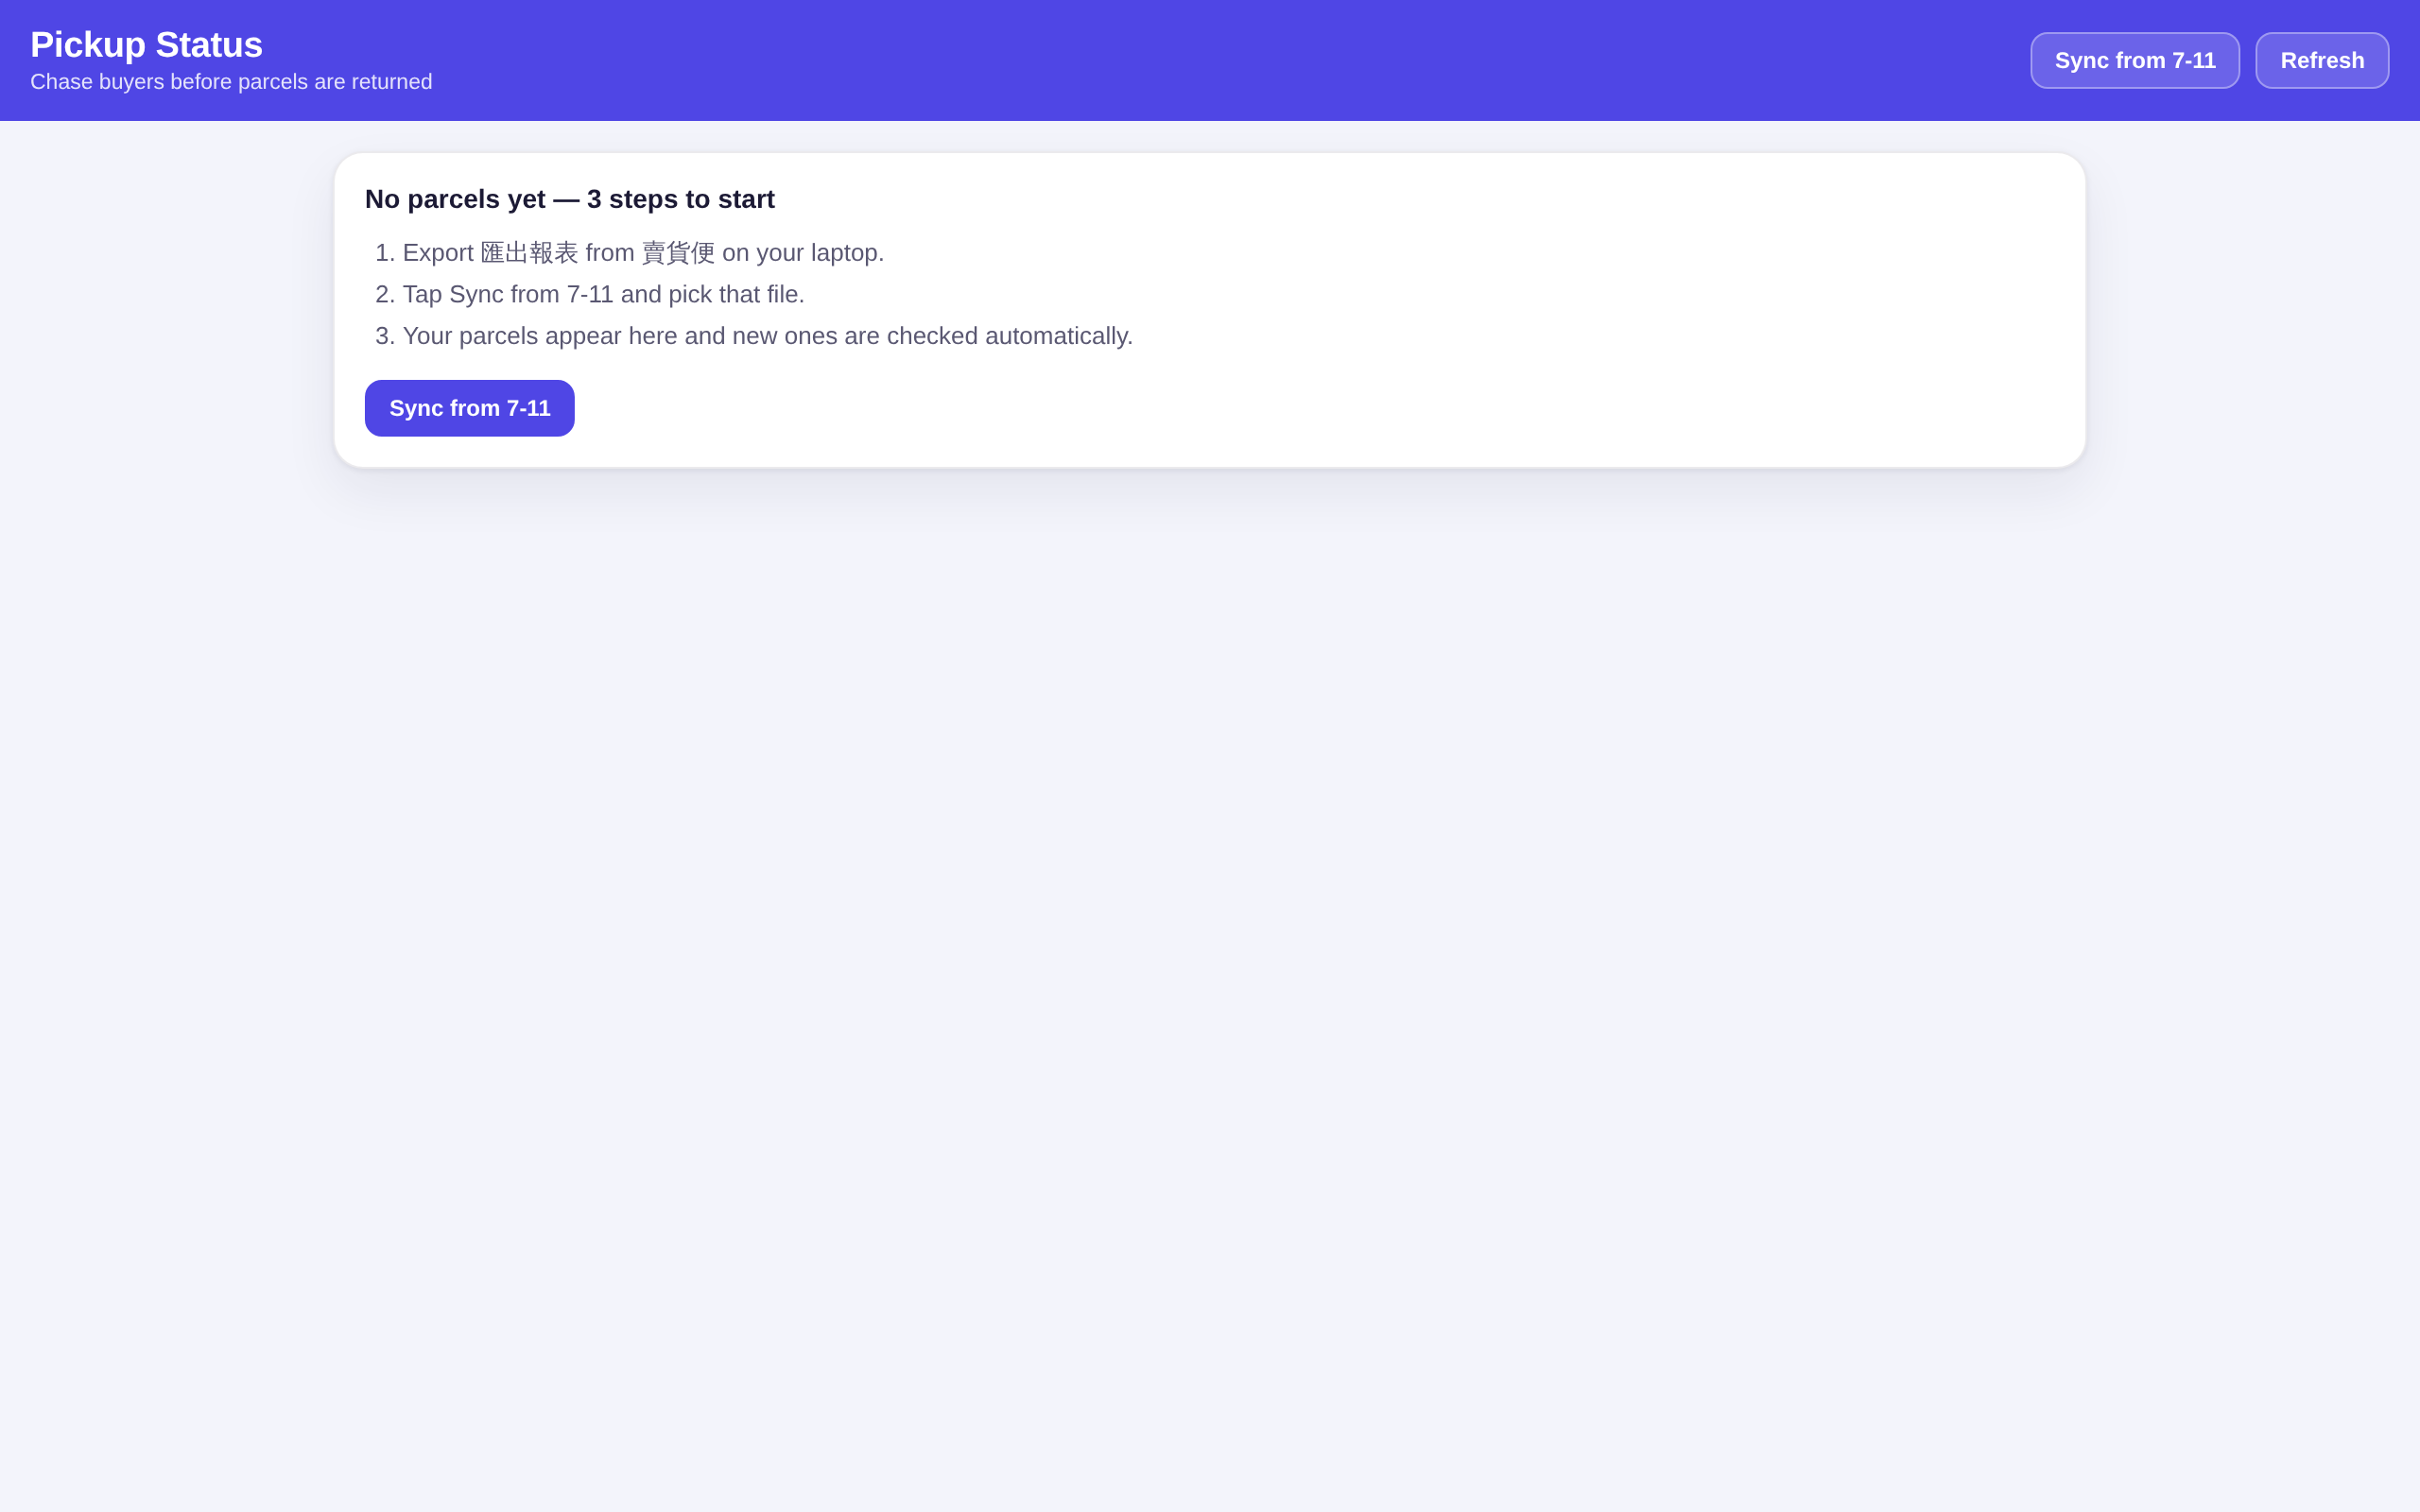 Pickup Status
Chase buyers before parcels are returned
Sync from 7-11
Refresh
No parcels yet — 3 steps to start
1. Export 匯出報表 from 賣貨便 on your laptop.
2. Tap Sync from 7-11 and pick that file.
3. Your parcels appear here and new ones are checked automatically.
Sync from 7-11